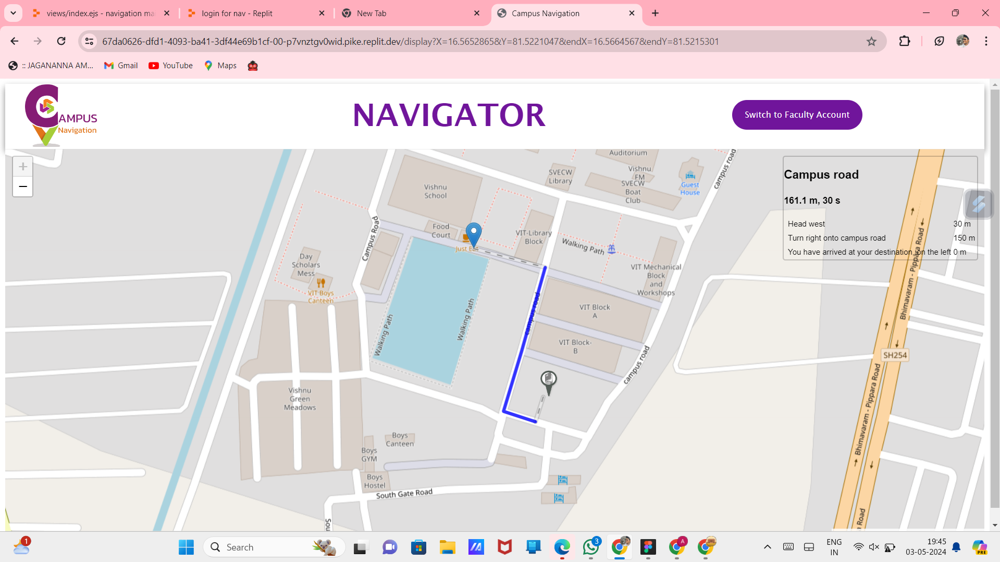 views/index.ejs - navigation ma
login for nav - Replit
New Tab
Campus Navigation
67da0626-dfd1-4093-ba41-3df44e69b1cf-00-p7vnztgv0wid.pike.replit.dev/display?X=16.5652865&Y=81.5221047&endX=16.5664567&endY=81.5215301
:: JAGANANNA AM...
Gmail
YouTube
Maps
CAMPUS
Navigation
NAVIGATOR
Switch to Faculty Account
+
−
Campus road
161.1 m, 30 s
Head west 30 m
Turn right onto campus road 150 m
You have arrived at your destination, on the left 0 m
Auditorium
SVECW
Library
Vishnu
FM
SVECW
Boat
Club
Guest
House
campus road
Vishnu
School
Food
Court
VIT-Library
Block
Walking Path
Campus Road
Day
Scholars
Mess
VIT Boys
Canteen
VIT Mechanical
Block
and
Workshops
VIT Block
A
VIT Block-
B
campus road
Walking Path
Walking Path
campus road
Bhimavaram - Pippara Road
SH254
Bhimavaram - Pippara Road
Vishnu
Green
Meadows
Boys
Canteen
Boys
GYM
Boys
Hostel
South Gate Road
Sou
a Road
1
Search
3
A
ENG
IN
19:45
03-05-2024
PRE